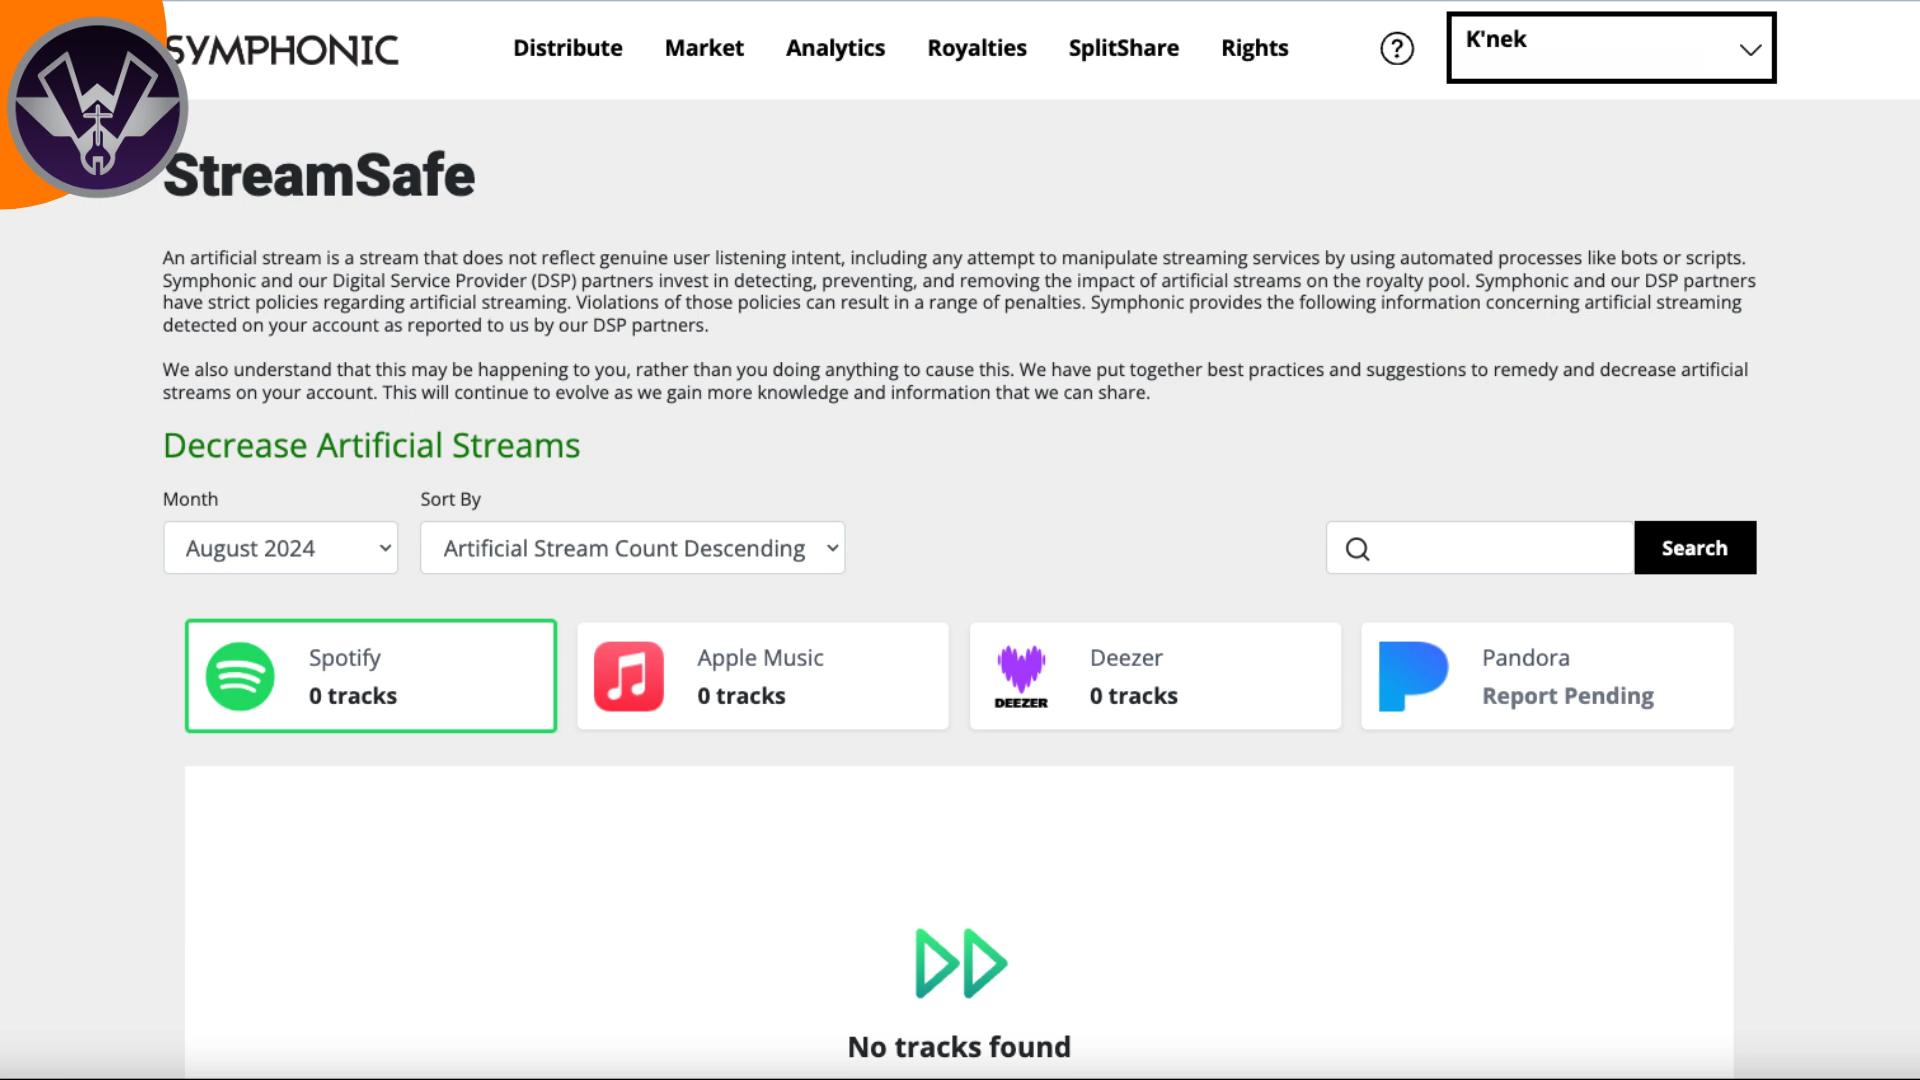 SYMPHONIC
Distribute Market Analytics Royalties SplitShare Rights ? K'nek
StreamSafe
An artificial stream is a stream that does not reflect genuine user listening intent, including any attempt to manipulate streaming services by using automated processes like bots or scripts.
Symphonic and our Digital Service Provider (DSP) partners invest in detecting, preventing, and removing the impact of artificial streams on the royalty pool. Symphonic and our DSP partners
have strict policies regarding artificial streaming. Violations of those policies can result in a range of penalties. Symphonic provides the following information concerning artificial streaming
detected on your account as reported to us by our DSP partners.
We also understand that this may be happening to you, rather than you doing anything to cause this. We have put together best practices and suggestions to remedy and decrease artificial
streams on your account. This will continue to evolve as we gain more knowledge and information that we can share.
Decrease Artificial Streams
Month Sort By
August 2024 Artificial Stream Count Descending Search
Spotify
0 tracks
Apple Music
0 tracks
DEEZER
Deezer
0 tracks
Pandora
Report Pending
No tracks found